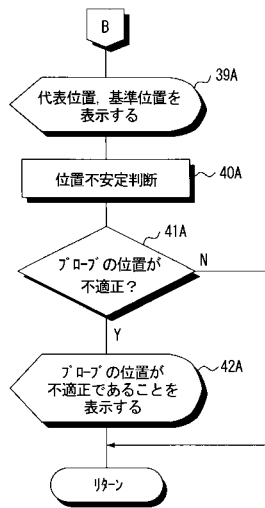 B
39A
代表位置，基準位置を
表示する
40A
位置不安定判断
41A
ﾌﾟﾛｰﾌﾞの位置が
不適正？
N
Y
42A
ﾌﾟﾛｰﾌﾞの位置が
不適正であることを
表示する
ﾘﾀｰﾝ